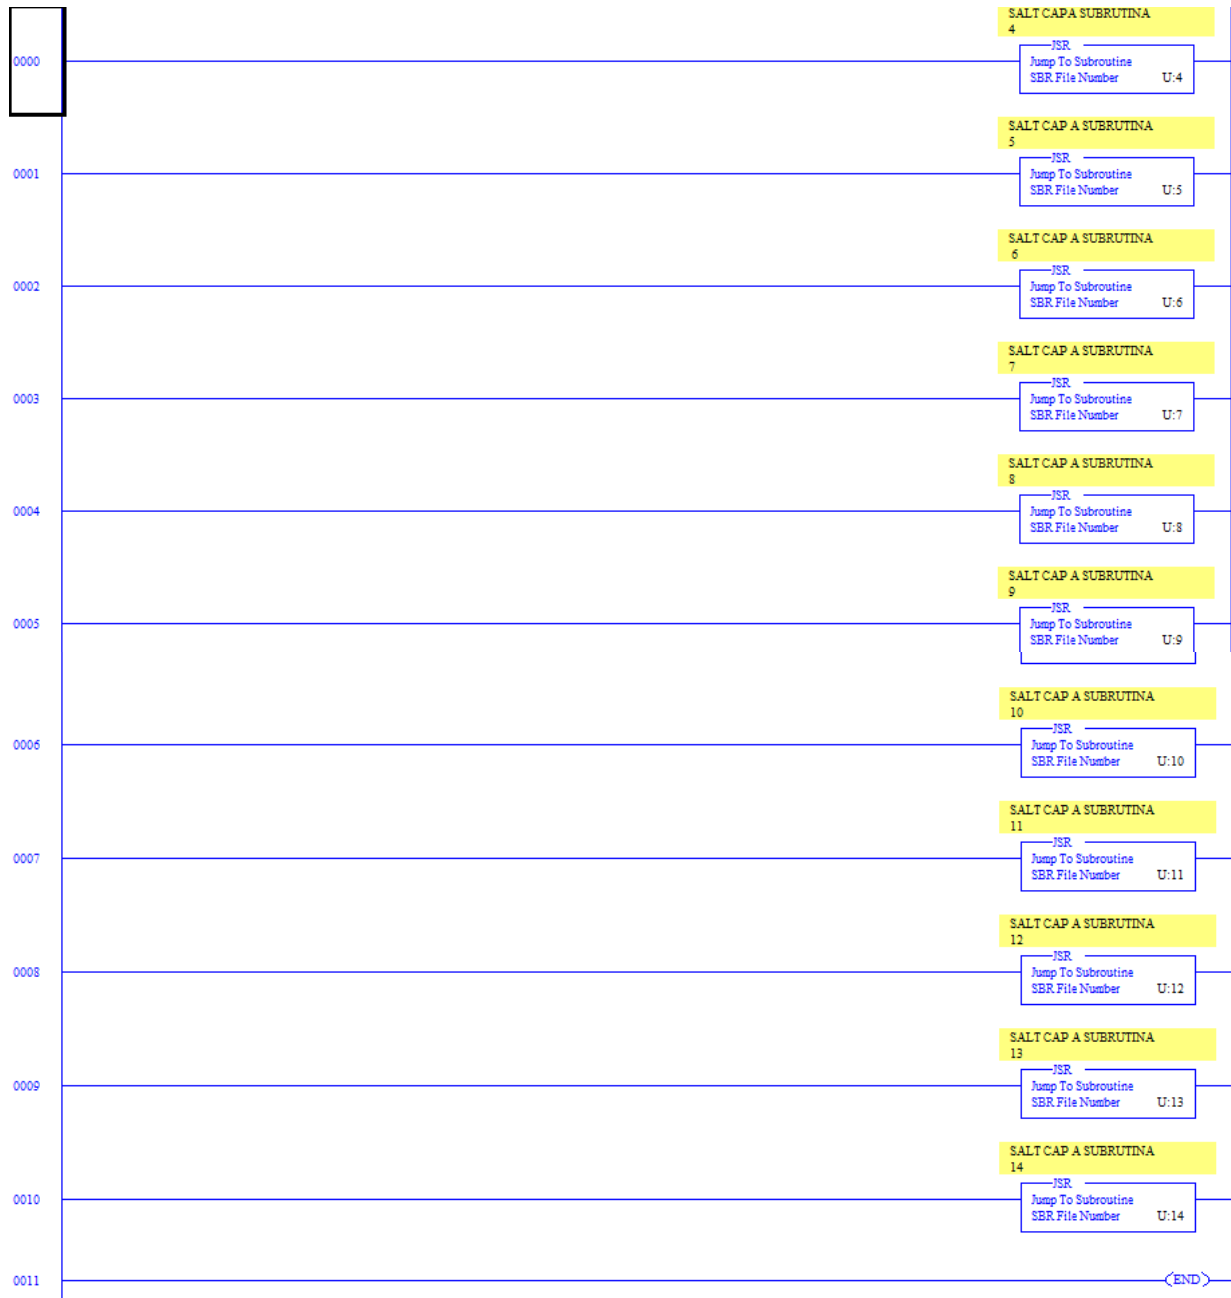 SALT CAPA SUBRUTINA
4
JSR
0000
Jump To Subroutine
SBR File Number U:4
SALT CAP A SUBRUTINA
5
JSR
0001
Jump To Subroutine
SBR File Number U:5
SALT CAP A SUBRUTINA
6
JSR
0002
Jump To Subroutine
SBR File Number U:6
SALT CAP A SUBRUTINA
7
JSR
0003
Jump To Subroutine
SBR File Number U:7
SALT CAP A SUBRUTINA
8
JSR
0004
Jump To Subroutine
SBR File Number U:8
SALT CAP A SUBRUTINA
9
JSR
0005
Jump To Subroutine
SBR File Number U:9
SALT CAP A SUBRUTINA
10
JSR
0006
Jump To Subroutine
SBR File Number U:10
SALT CAP A SUBRUTINA
11
JSR
0007
Jump To Subroutine
SBR File Number U:11
SALT CAP A SUBRUTINA
12
JSR
0008
Jump To Subroutine
SBR File Number U:12
SALT CAP A SUBRUTINA
13
JSR
0009
Jump To Subroutine
SBR File Number U:13
SALT CAP A SUBRUTINA
14
JSR
0010
Jump To Subroutine
SBR File Number U:14
0011 (END)